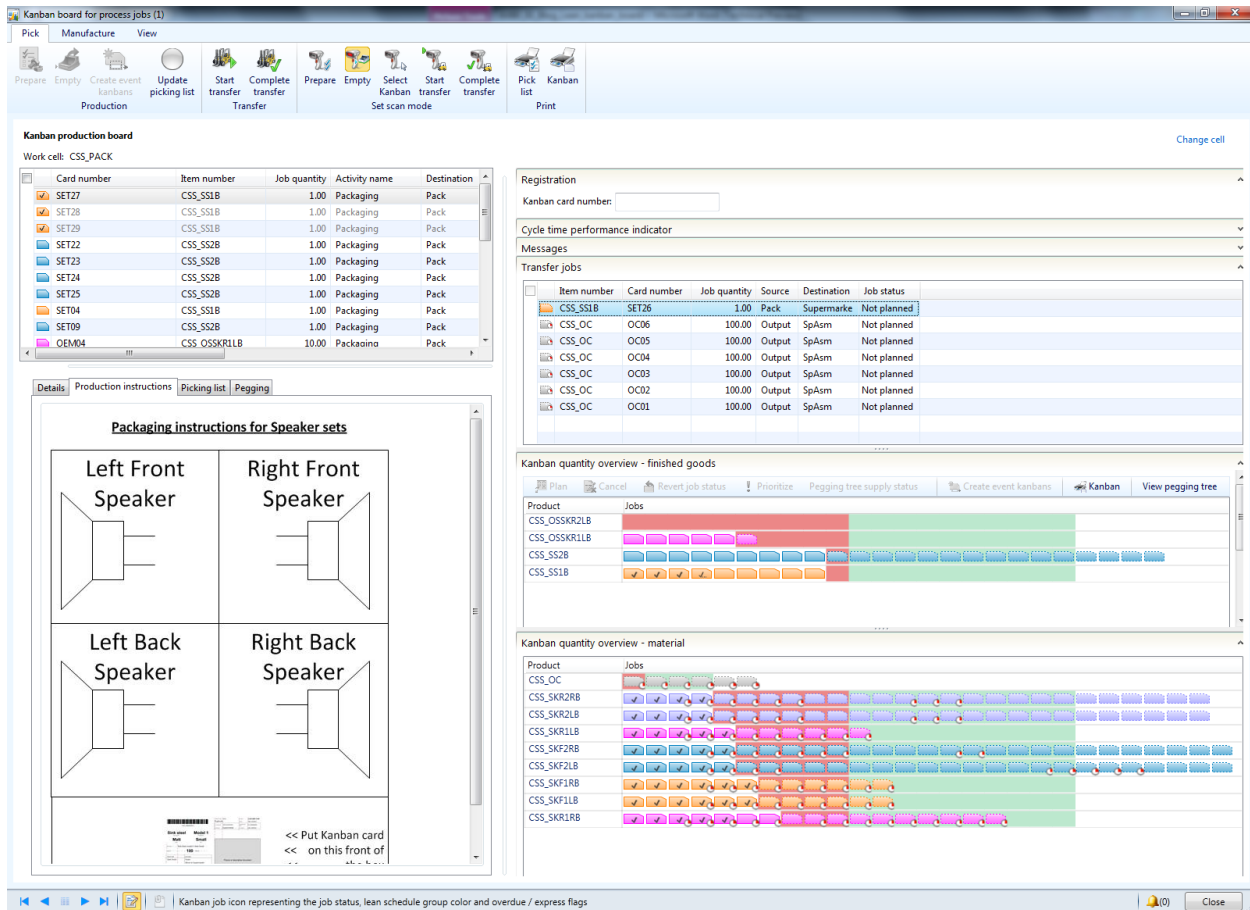 Kanban board for process jobs (1)
Pick Manufacture View
Prepare Empty Create event kanbans Update picking list Start transfer Complete transfer Prepare Empty Select Kanban Start transfer Complete transfer Pick list Kanban
Production Transfer Set scan mode Print
Kanban production board
Change cell
Work cell: CSS_PACK
Card number Item number Job quantity Activity name Destination
SET27 CSS_SS1B 1.00 Packaging Pack
SET28 CSS_SS1B 1.00 Packaging Pack
SET29 CSS_SS1B 1.00 Packaging Pack
SET22 CSS_SS2B 1.00 Packaging Pack
SET23 CSS_SS2B 1.00 Packaging Pack
SET24 CSS_SS2B 1.00 Packaging Pack
SET25 CSS_SS2B 1.00 Packaging Pack
SET04 CSS_SS1B 1.00 Packaging Pack
SET09 CSS_SS2B 1.00 Packaging Pack
OEM04 CSS_OSSKR1LB 10.00 Packaging Pack
Details Production instructions Picking list Pegging
Packaging instructions for Speaker sets
Left Front Speaker
Right Front Speaker
Left Back Speaker
Right Back Speaker
<< Put Kanban card
<< on this front of
Registration
Kanban card number:
Cycle time performance indicator
Messages
Transfer jobs
Item number Card number Job quantity Source Destination Job status
CSS_SS1B SET26 1.00 Pack Supermarke Not planned
CSS_OC OC06 100.00 Output SpAsm Not planned
CSS_OC OC05 100.00 Output SpAsm Not planned
CSS_OC OC04 100.00 Output SpAsm Not planned
CSS_OC OC03 100.00 Output SpAsm Not planned
CSS_OC OC02 100.00 Output SpAsm Not planned
CSS_OC OC01 100.00 Output SpAsm Not planned
Kanban quantity overview - finished goods
Plan Cancel Revert job status Prioritize Pegging tree supply status Create event kanbans Kanban View pegging tree
Product Jobs
CSS_OSSKR2LB
CSS_OSSKR1LB
CSS_SS2B
CSS_SS1B
Kanban quantity overview - material
Product Jobs
CSS_OC
CSS_SKR2RB
CSS_SKR2LB
CSS_SKR1LB
CSS_SKF2RB
CSS_SKF2LB
CSS_SKF1RB
CSS_SKF1LB
CSS_SKR1RB
Kanban job icon representing the job status, lean schedule group color and overdue / express flags
(0) Close